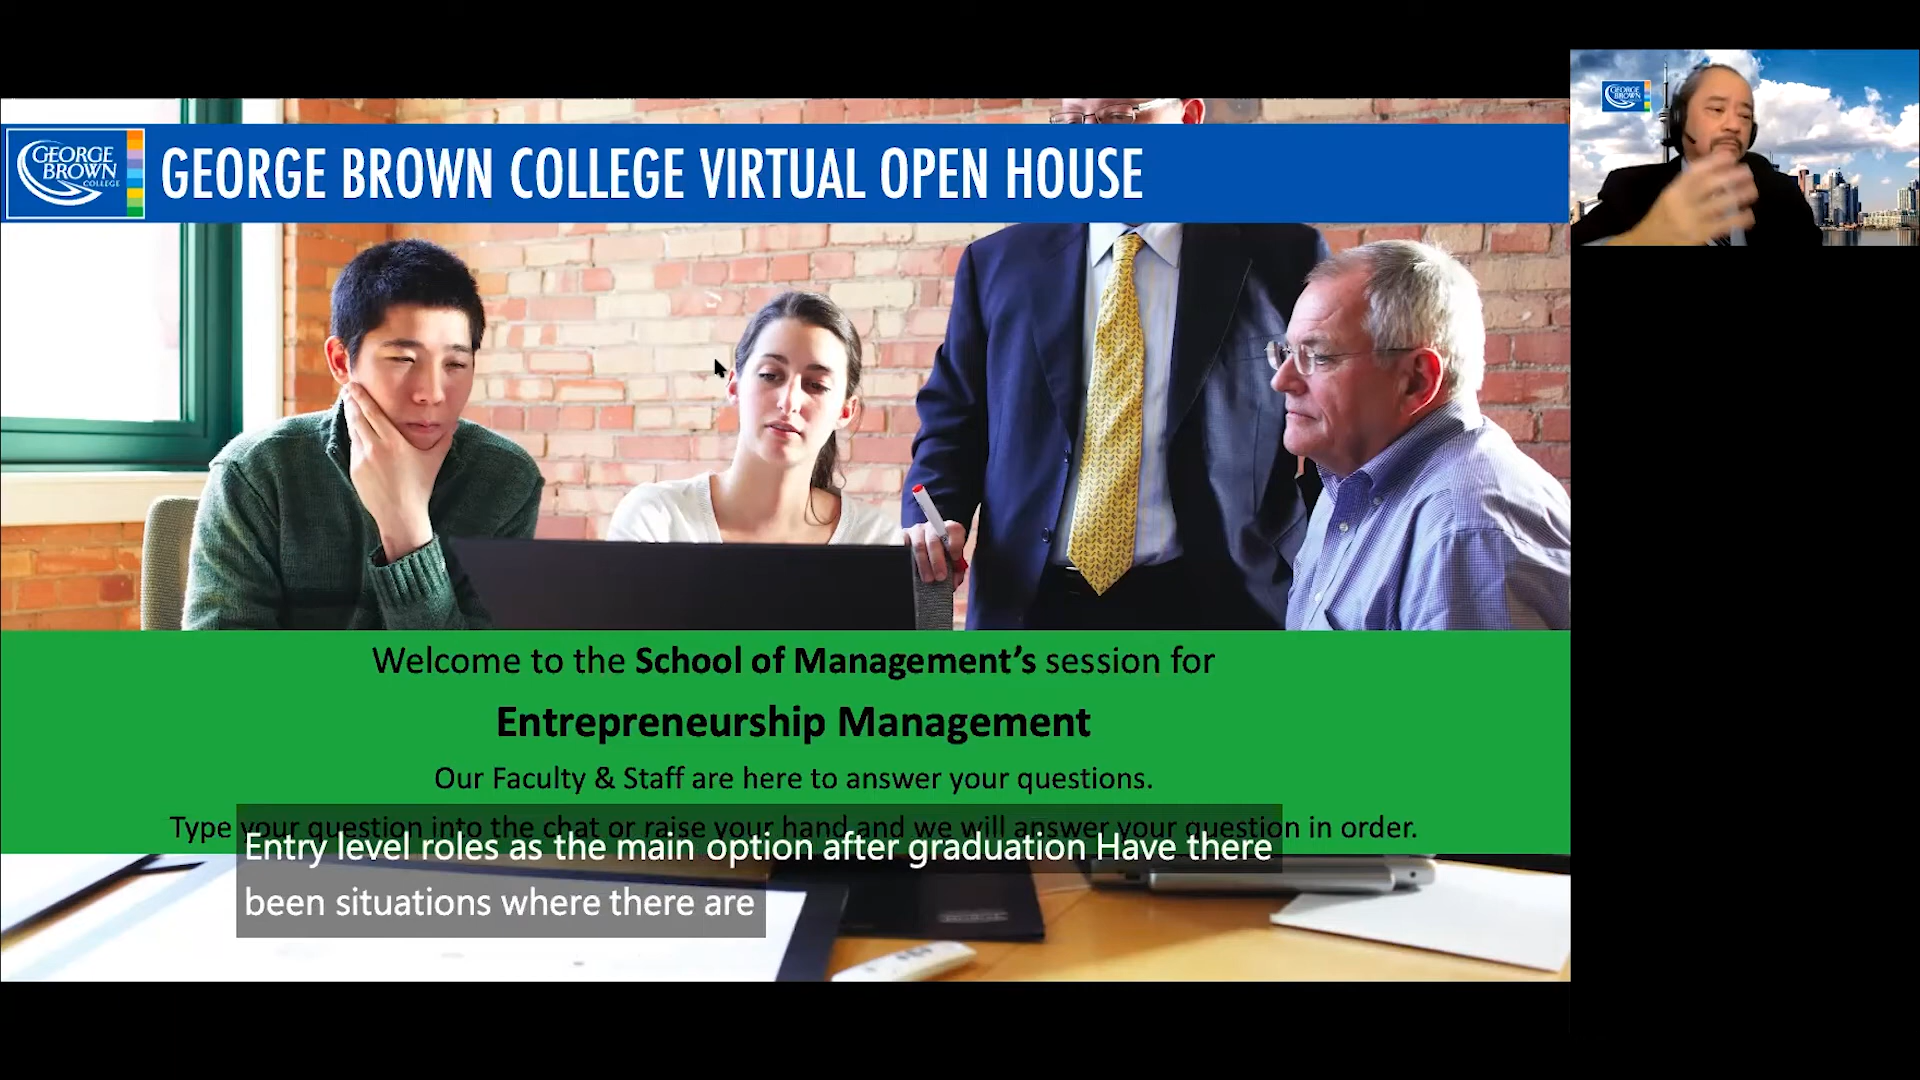 GEORGE
BROWN
COLLEGE
GEORGE BROWN COLLEGE VIRTUAL OPEN HOUSE
GEORGE
BROWN
Welcome to the School of Management’s session for
Entrepreneurship Management
Our Faculty & Staff are here to answer your questions.
Type your question into the chat or raise your hand and we will answer your question in order.
Entry level roles as the main option after graduation Have there
been situations where there are